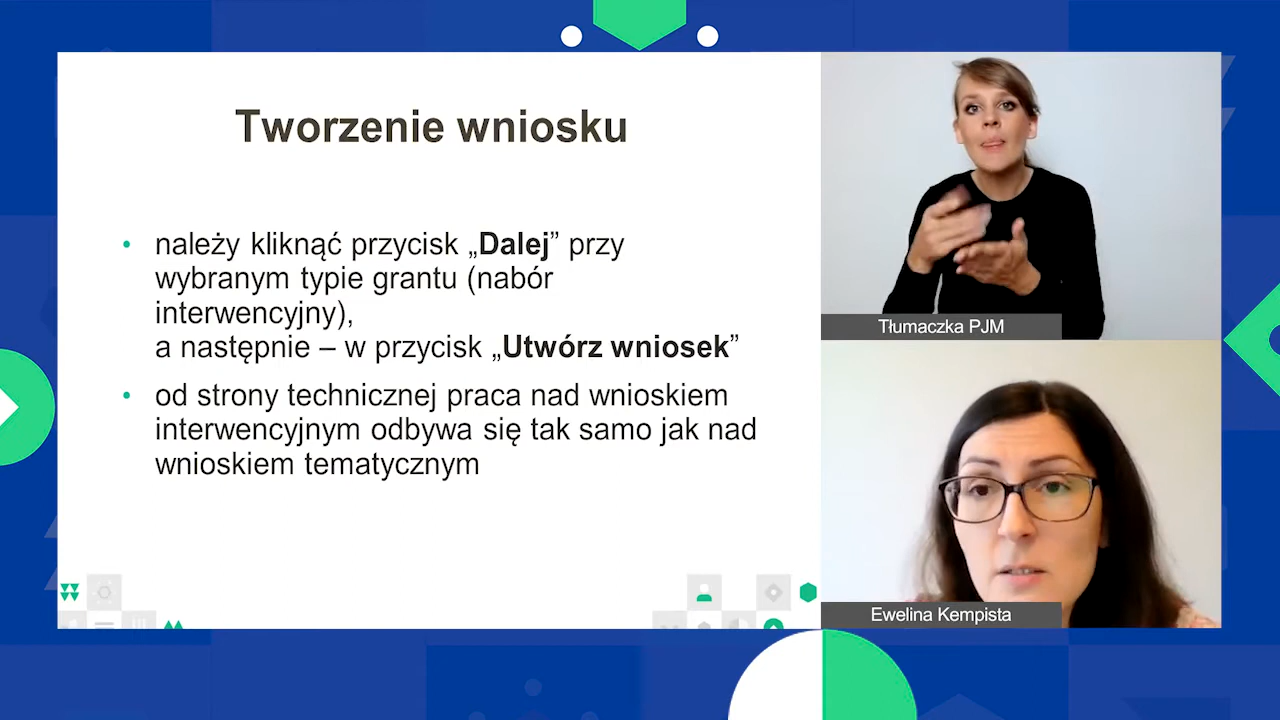 Tworzenie wniosku
• należy kliknąć przycisk „Dalej” przy
wybranym typie grantu (nabór
interwencyjny),
a następnie – w przycisk „Utwórz wniosek”
• od strony technicznej praca nad wnioskiem
interwencyjnym odbywa się tak samo jak nad
wnioskiem tematycznym
Tłumaczka PJM
Ewelina Kempista